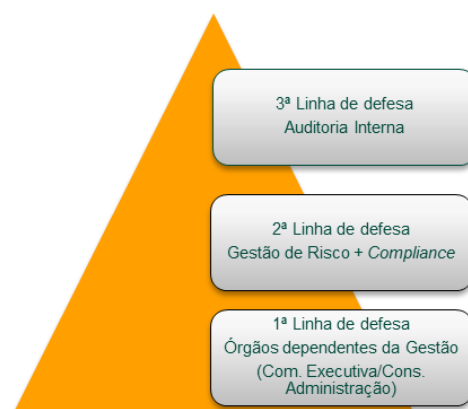 3ª Linha de defesa
Auditoria Interna
2ª Linha de defesa
Gestão de Risco + Compliance
1ª Linha de defesa
Órgãos dependentes da Gestão
(Com. Executiva/Cons.
Administração)